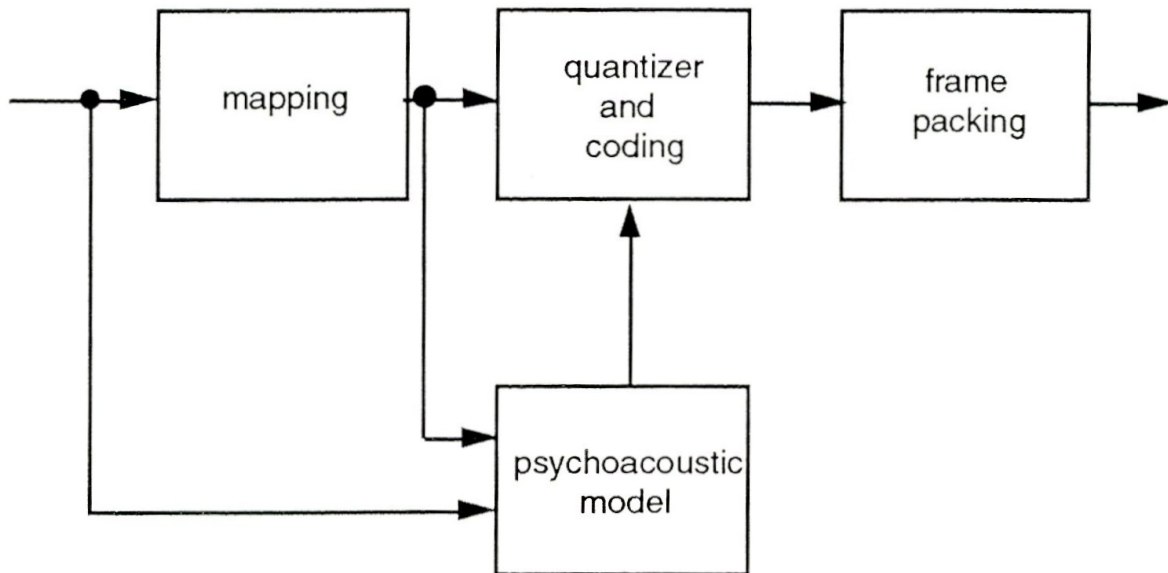 mapping
quantizer
and
coding
frame
packing
psychoacoustic
model